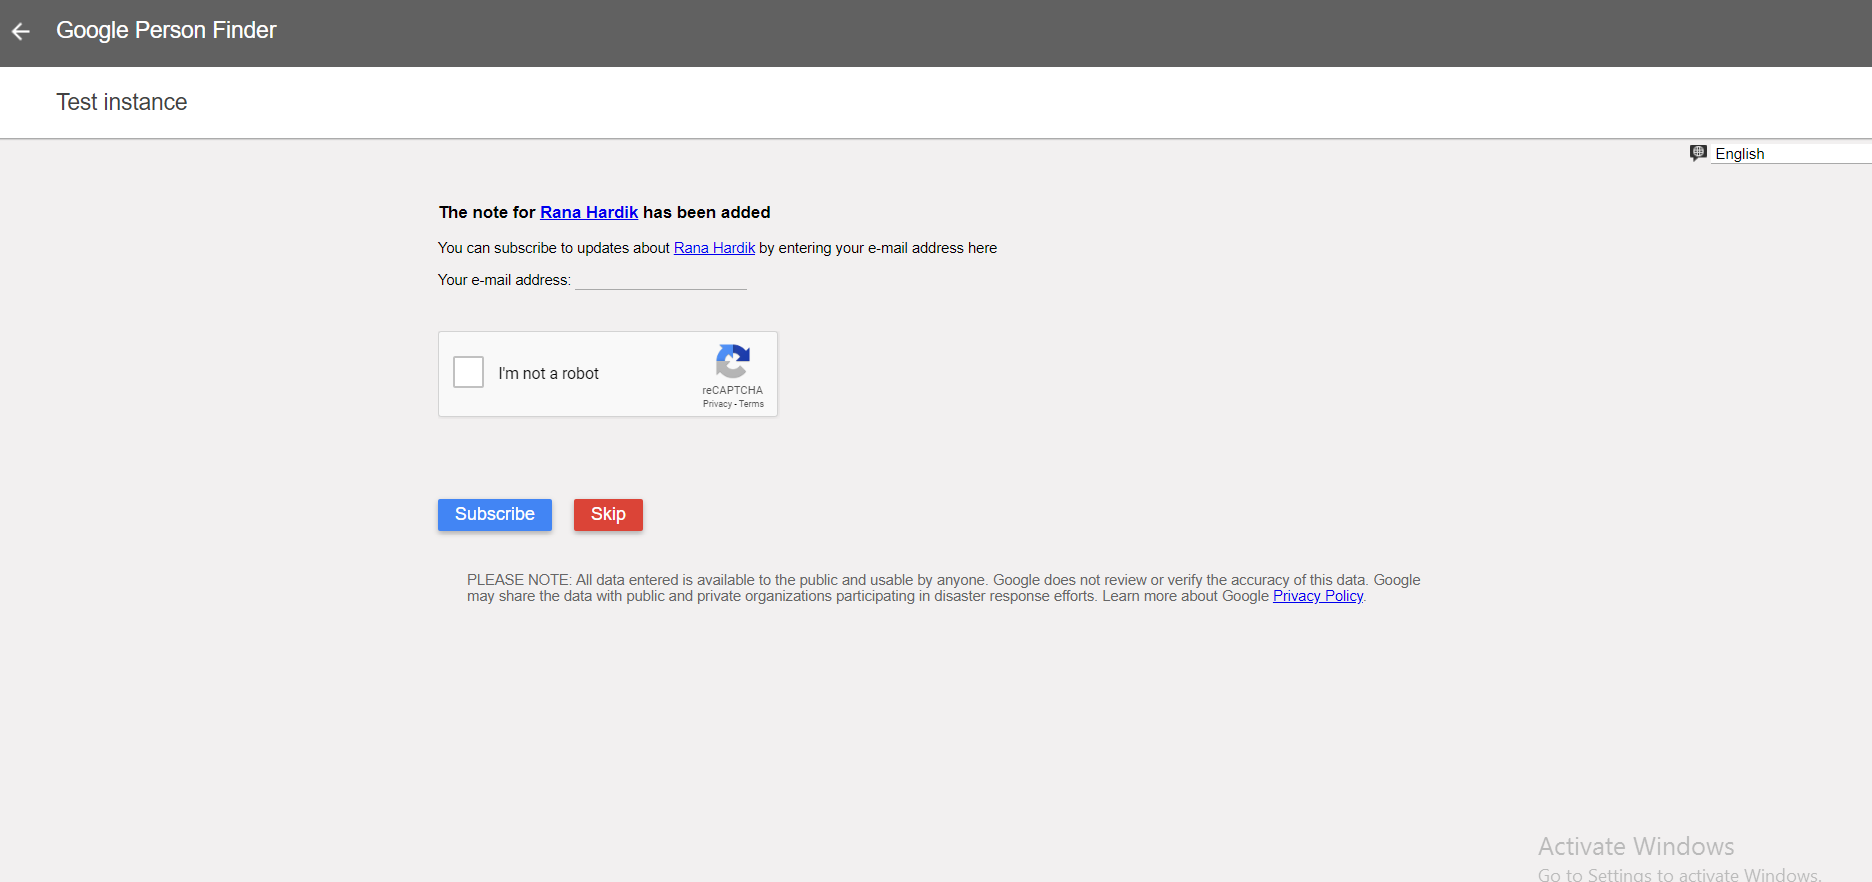 Google Person Finder
Test instance
English
The note for Rana Hardik has been added
You can subscribe to updates about Rana Hardik by entering your e-mail address here
Your e-mail address:
I'm not a robot
reCAPTCHA
Privacy - Terms
Subscribe Skip
PLEASE NOTE: All data entered is available to the public and usable by anyone. Google does not review or verify the accuracy of this data. Google
may share the data with public and private organizations participating in disaster response efforts. Learn more about Google Privacy Policy.
Activate Windows
Go to Settings to activate Windows.